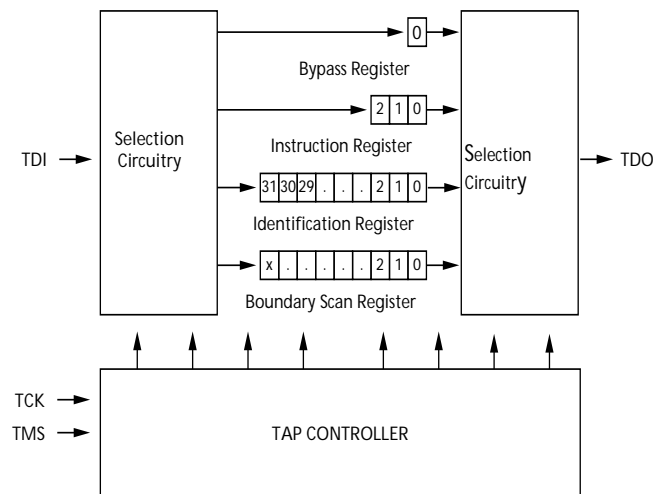 0
Bypass Register
2 1 0
Selection
Circuitry
Instruction Register
Selection
Circuitry
TDI
TDO
31 30 29 . . . 2 1 0
Identification Register
x . . . . . 2 1 0
Boundary Scan Register
TCK
TMS
TAP CONTROLLER